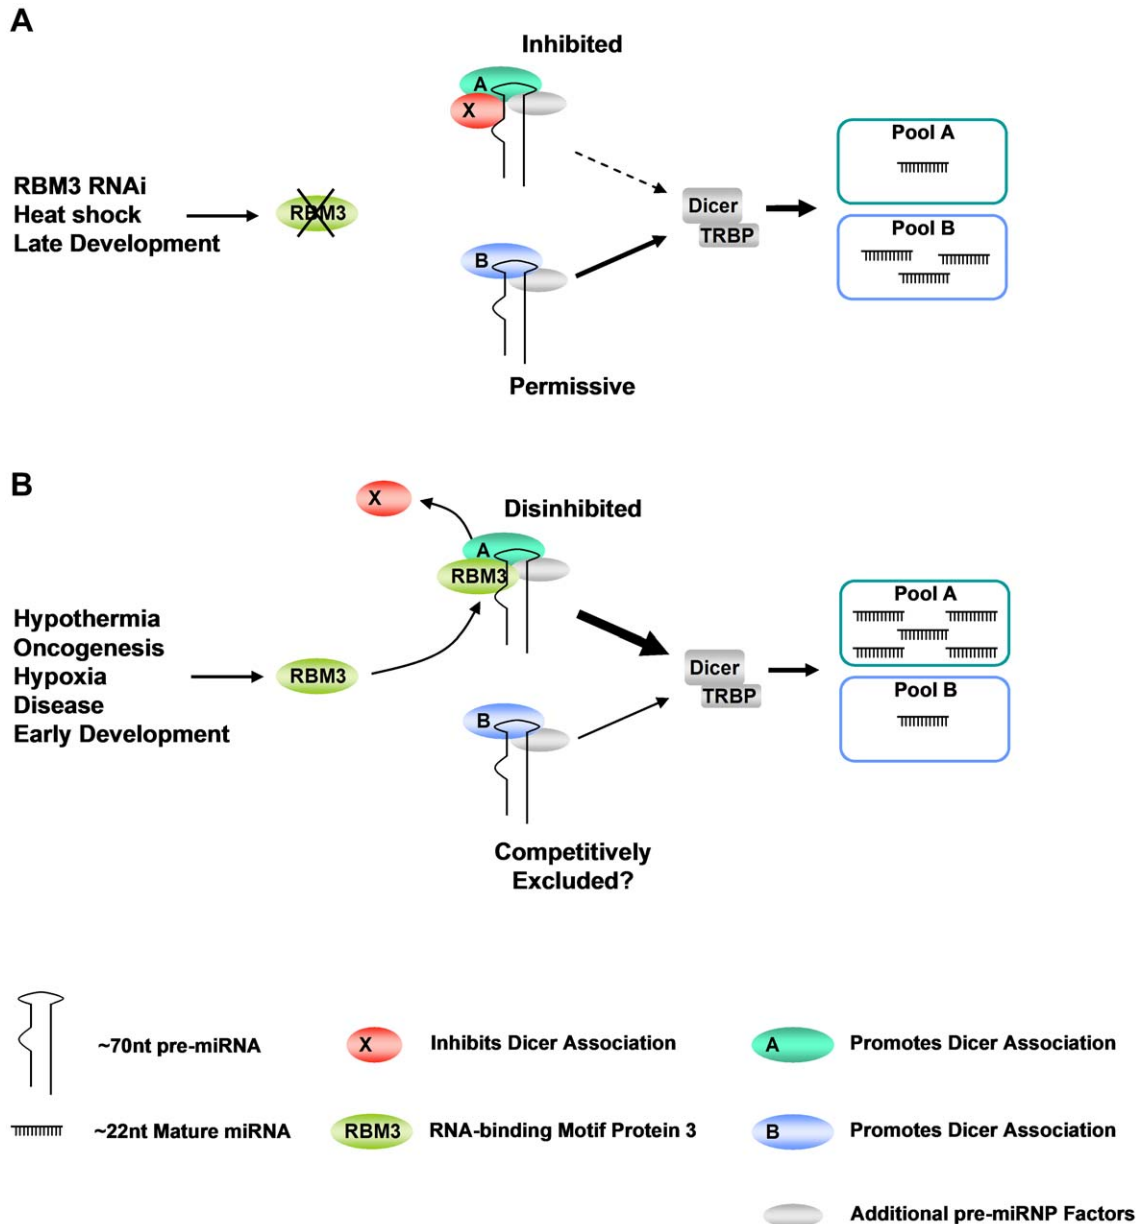 A
Inhibited
A
X
RBM3 RNAi
Heat shock
Late Development
RBM3
Dicer
TRBP
Pool A
Pool B
B
Permissive
B
X
Disinhibited
A
RBM3
Hypothermia
Oncogenesis
Hypoxia
Disease
Early Development
RBM3
Dicer
TRBP
Pool A
Pool B
B
Competitively
Excluded?
~70nt pre-miRNA
X
Inhibits Dicer Association
A
Promotes Dicer Association
~22nt Mature miRNA
RBM3
RNA-binding Motif Protein 3
B
Promotes Dicer Association
Additional pre-miRNP Factors